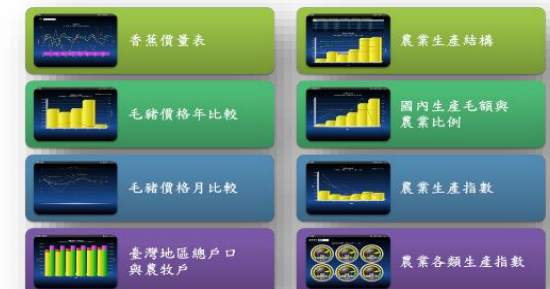 香蕉價量表
毛豬價格年比較
毛豬價格月比較
臺灣地區總戶口
與農牧戶
農業生產結構
國內生產毛額與
農業比例
農業生產指數
農業各類生產指數